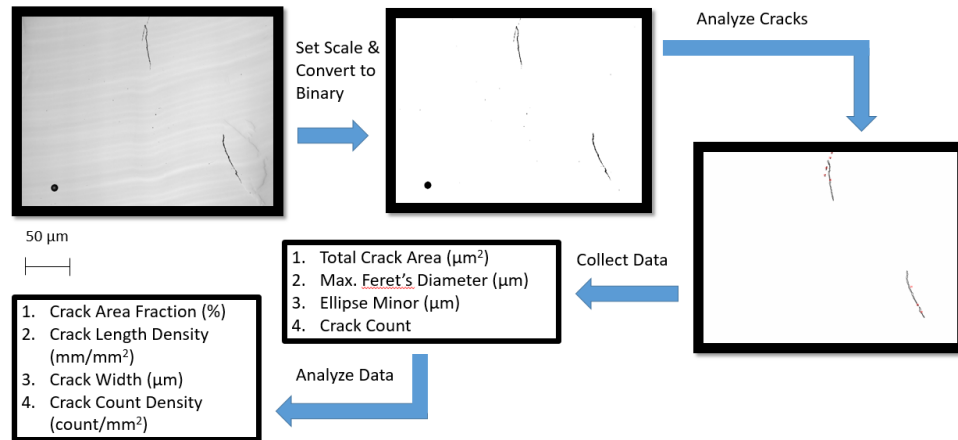 Set Scale &
Convert to
Binary
Analyze Cracks
50 µm
1. Total Crack Area (µm²)
2. Max. Feret's Diameter (µm)
3. Ellipse Minor (µm)
4. Crack Count
Collect Data
1. Crack Area Fraction (%)
2. Crack Length Density
(mm/mm²)
3. Crack Width (µm)
4. Crack Count Density
(count/mm²)
Analyze Data